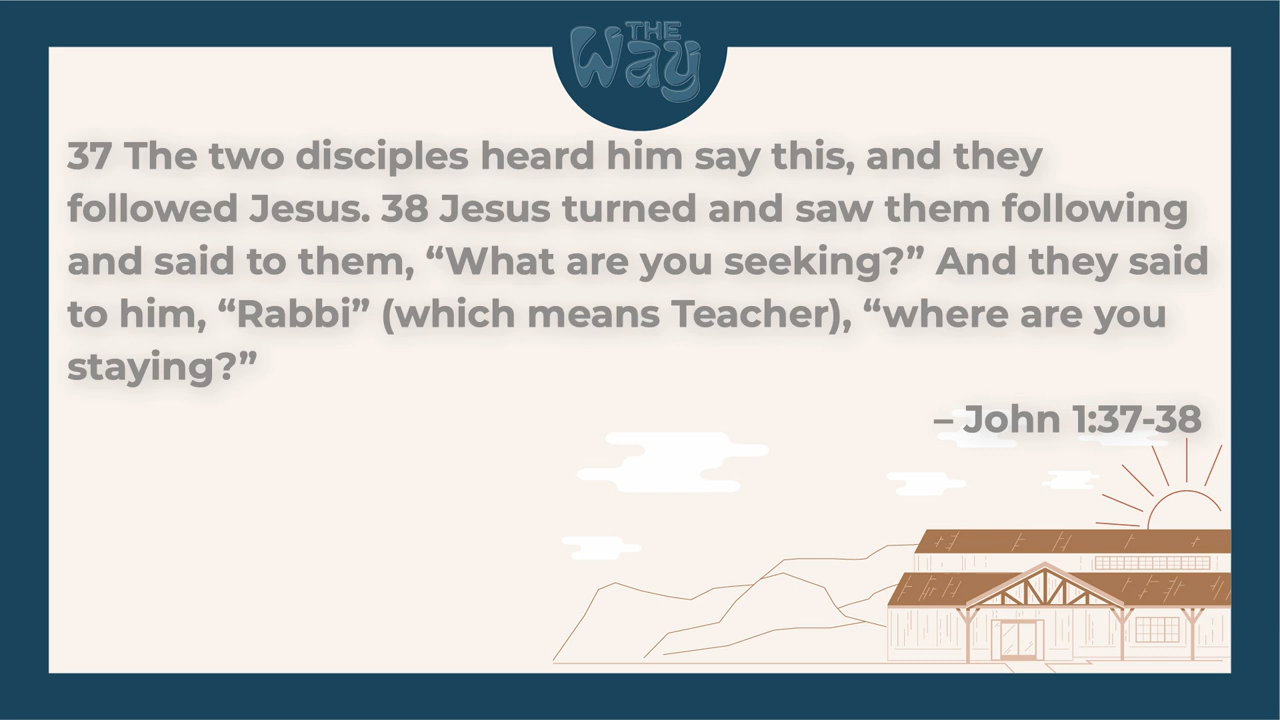 THE
Way
37 The two disciples heard him say this, and they
followed Jesus. 38 Jesus turned and saw them following
and said to them, “What are you seeking?” And they said
to him, “Rabbi” (which means Teacher), “where are you
staying?”
– John 1:37-38